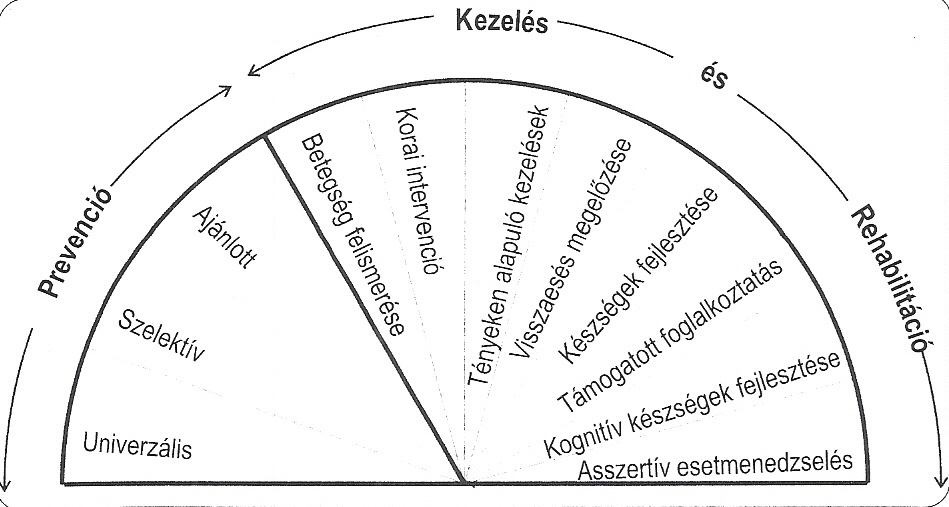 Kezelés
és
Rehabilitáció
Prevenció
Univerzális
Szelektív
Ajánlott
Betegség felismerése
Korai intervenció
Tényeken alapuló kezelések
Visszaesés megelőzése
Készségek fejlesztése
Támogatott foglalkoztatás
Kognitív készségek fejlesztése
Asszertív esetmenedzselés